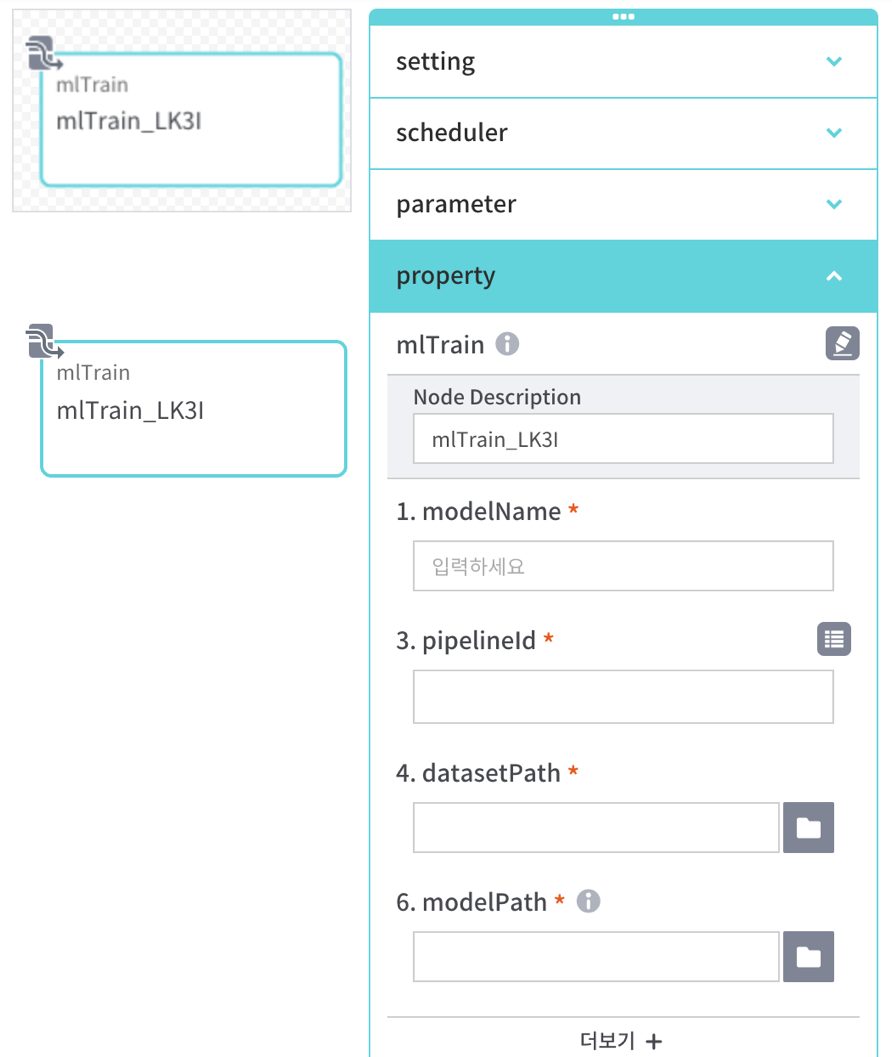 mlTrain
mlTrain_LK3I
mlTrain
mlTrain_LK3I
setting
scheduler
parameter
property
mlTrain
Node Description
mlTrain_LK3I
1. modelName *
입력하세요
3. pipelineId *
4. datasetPath *
6. modelPath *
더보기 +